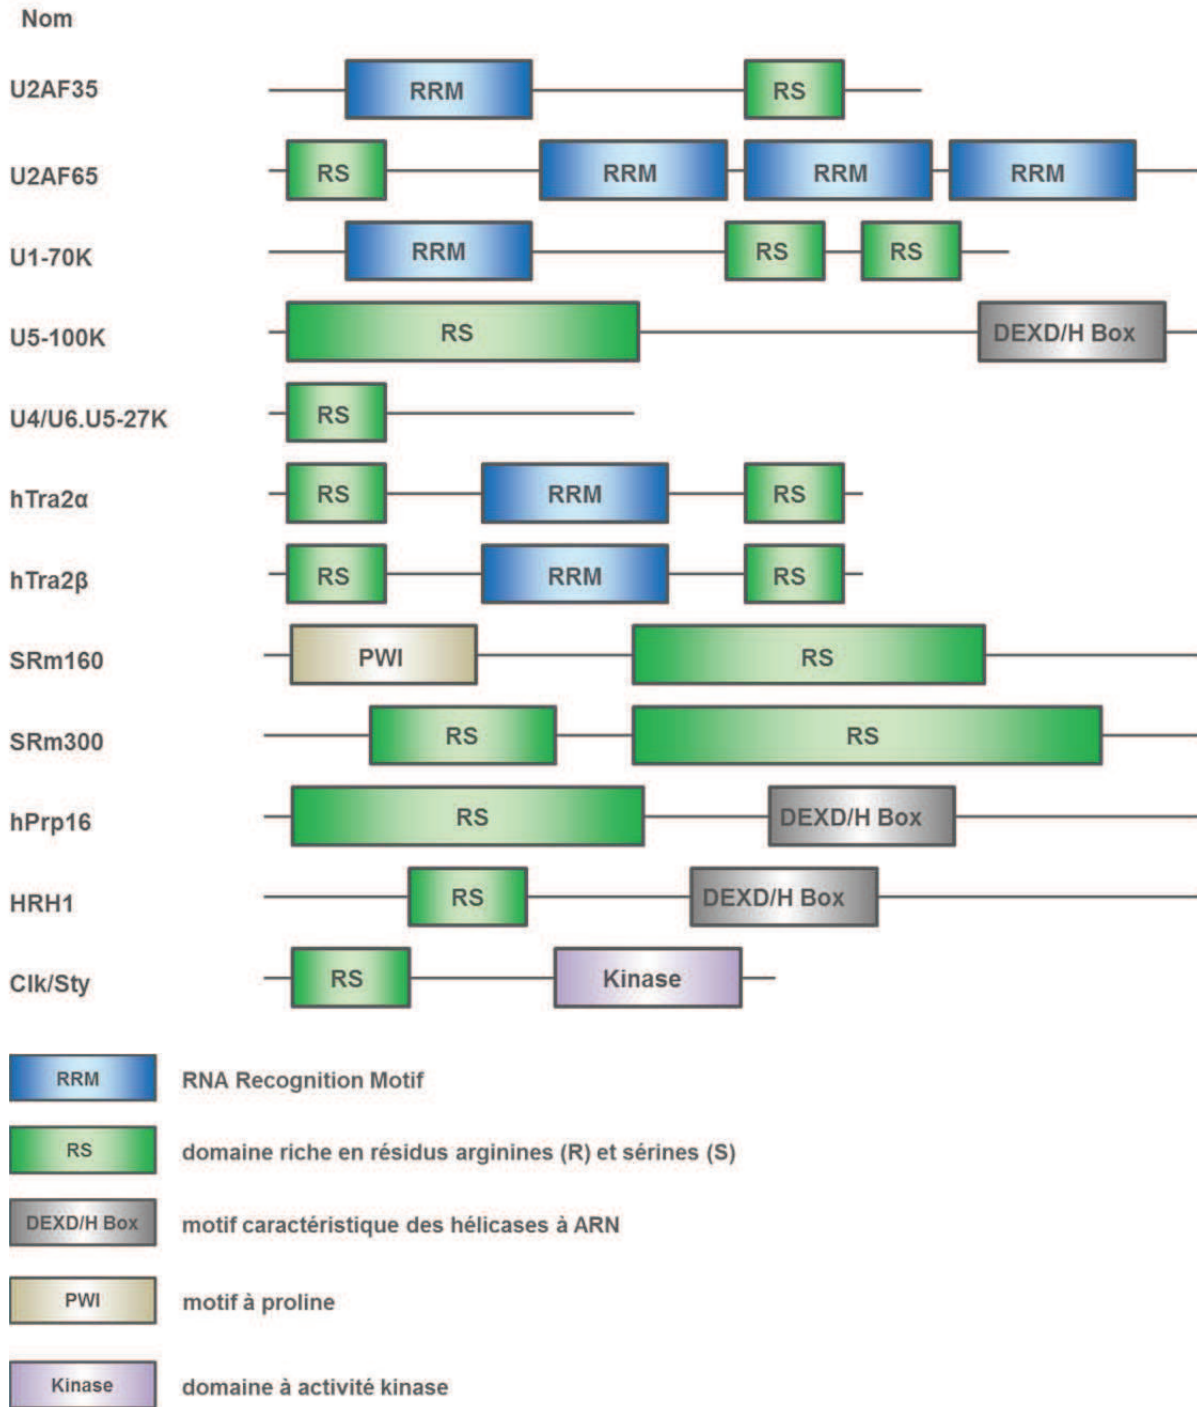 Nom
U2AF35 RRM RS
U2AF65 RS RRM RRM RRM
U1-70K RRM RS RS
U5-100K RS DEXD/H Box
U4/U6.U5-27K RS
hTra2α RS RRM RS
hTra2β RS RRM RS
SRm160 PWI RS
SRm300 RS RS
hPrp16 RS DEXD/H Box
HRH1 RS DEXD/H Box
Clk/Sty RS Kinase
RRM RNA Recognition Motif
RS domaine riche en résidus arginines (R) et sérines (S)
DEXD/H Box motif caractéristique des hélicases à ARN
PWI motif à proline
Kinase domaine à activité kinase